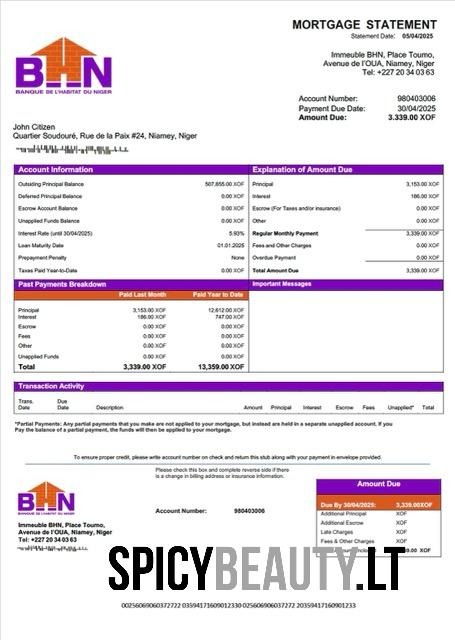 MORTGAGE STATEMENT
Statement Date: 05/04/2025
BHN
BANQUE DE L'HABITAT DU NIGER
Immeuble BHN, Place Toumo,
Avenue de l'OUA, Niamey, Niger
Tel: +227 20 34 03 63
Account Number: 980403006
Payment Due Date: 30/04/2025
Amount Due: 3.339.00 XOF
John Citizen
Quartier Soudouré, Rue de la Paix #24, Niamey, Niger
Account Information
Outsding Principal Balance 507,655.00 XOF
Deferred Principal Balance 0.00 XOF
Escrow Account Balance 0.00 XOF
Unapplied Funds Balance 0.00 XOF
Interest Rate (until 30/04/2025) 5.93%
Loan Maturity Date 01.01.2025
Prepayment Penalty None
Taxes Paid Year-to-Date 0.00 XOF
Explanation of Amount Due
Principal 3,153.00 XOF
Interest 186.00 XOF
Escrow (For Taxes and/or insurance) 0.00 XOF
Other 0.00 XOF
Regular Monthly Payment 3,339.00 XOF
Fees and Other Charges 0.00 XOF
Overdue Payment 0.00 XOF
Total Amount Due 3,339.00 XOF
Past Payments Breakdown
Paid Last Month Paid Year to Date
Principal 3,153.00 XOF 12,612.00 XOF
Interest 186.00 XOF 747.00 XOF
Escrow 0.00 XOF 0.00 XOF
Fees 0.00 XOF 0.00 XOF
Other 0.00 XOF 0.00 XOF
Unapplied Funds 0.00 XOF 0.00 XOF
Total 3,339.00 XOF 13,359.00 XOF
Important Messages
Transaction Activity
Trans. Date Due Date Description Amount Principal Interest Escrow Fees Unapplied* Total
*Partial Payments: Any partial payments that you make are not applied to your mortgage, but instead are held in a separate unapplied account. If you
Pay the balance of a partial payment, the funds will then be applied to your mortgage.
To ensure proper credit, please write account number on check and return this stub along with your payment in envelope provided.
Please check this box and complete reverse side if there
is a change in billing address or insurance information.
BHN
BANQUE DE L'HABITAT DU NIGER
Immeuble BHN, Place Toumo,
Avenue de l'OUA, Niamey, Niger
Tel: +227 20 34 03 63
Account Number: 980403006
Amount Due
Due By 30/04/2025: 3,339.00XOF
Additional Principal XOF
Additional Escrow XOF
Late Charges XOF
Fees & Other Charges XOF
SPICYBEAUTY.LT